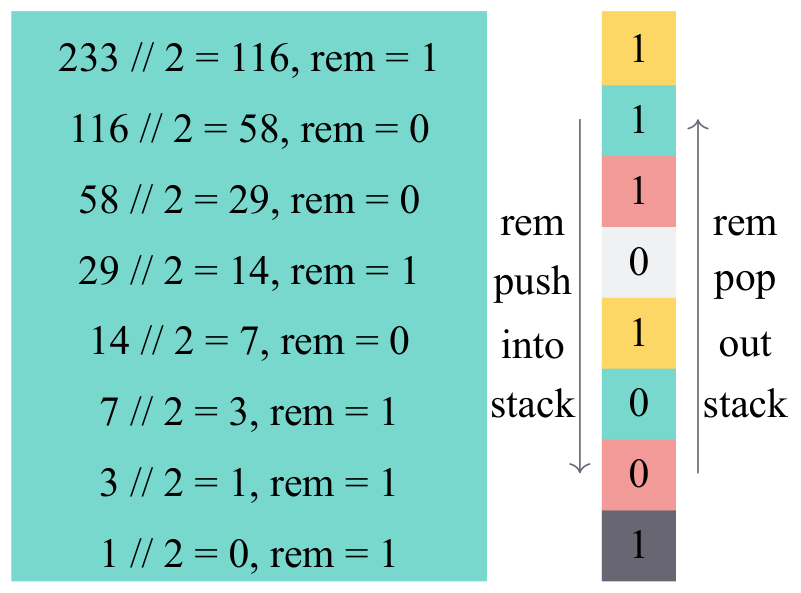 233 // 2 = 116, rem = 1
116 // 2 = 58, rem = 0
58 // 2 = 29, rem = 0
29 // 2 = 14, rem = 1
14 // 2 = 7, rem = 0
7 // 2 = 3, rem = 1
3 // 2 = 1, rem = 1
1 // 2 = 0, rem = 1
rem
push
into
stack
1
1
1
0
1
0
0
1
rem
pop
out
stack